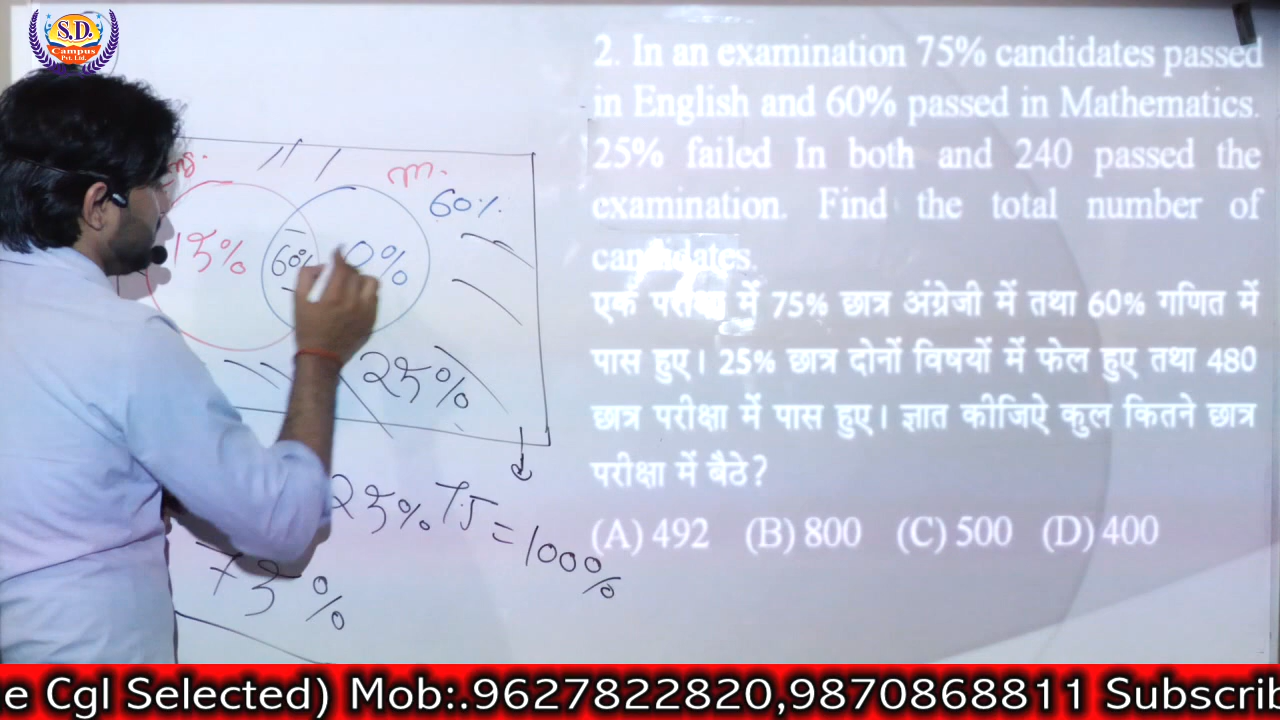 S.D.
Campus
Pvt. Ltd.
2. In an examination 75% candidates passed
in English and 60% passed in Mathematics.
25% failed In both and 240 passed the
examination. Find the total number of
candidates.
एक परीक्षा में 75% छात्र अंग्रेजी में तथा 60% गणित में
पास हुए। 25% छात्र दोनों विषयों में फेल हुए तथा 480
छात्र परीक्षा में पास हुए। ज्ञात कीजिऐ कुल कितने छात्र
परीक्षा में बैठे?
(A) 492 (B) 800 (C) 500 (D) 400
m.
60%
15% 60% 0%
25%
25%
= 100%
75%
e Cgl Selected) Mob:.9627822820,9870868811 Subscrib